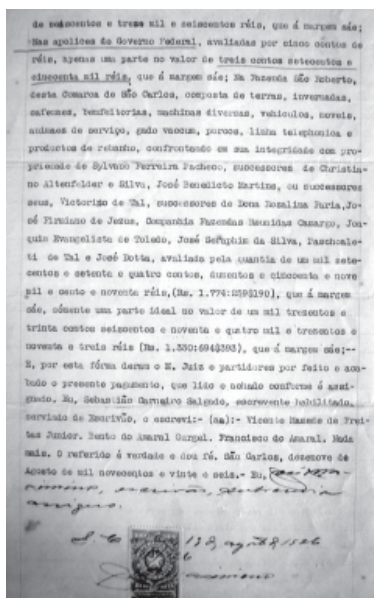 de seiscentos e treze mil e seiscentos réis, que á margem sáe;
Nas apolices do Governo Federal, avaliadas por cinco contos de
réis, apenas uma parte no valor de tres contos setecentos e
cincoenta mil réis, que á margem sáe; Na Fazenda São Roberto,
desta Comarca de São Carlos, composta de terras, invernadas,
cafesaes, bemfeitorias, machinas diversas, vehiculos, moveis,
animaes de serviço, gado vaccum, porcos, linha telephonica e
productos de rebanho, confrontando em sua integridade com pro-
priedade de Sylvano Ferreira Pacheco, successores de Christia-
no Altenfelder e Silva, José Benedicto Martins, ou successores
seus, Victorino de Tal, successores de Dona Rosalina Faria, Jo-
sé Firmino de Jezus, Companhia Fazendas Reunidas Camargo, Joa-
quim Evangelista de Toledo, José Seraphim da Silva, Paschoale-
ti de Tal e José Dotta, avaliada pela quantia de um mil sete-
centos e setenta e quatro contos, duzentos e cincoenta e nove
mil e cento e noventa réis, (Rs. 1.774:259$190), que á margem
sáe, sómente uma parte ideal no valor de um mil trezentos e
trinta contos seizcentos e noventa e quatro mil e trezentos e
noventa e treis réis (Rs. 1.330:694$393), que á margem sáe;--
E, por esta fórma deram o M. Juiz e partidores por feito e aca-
bado o presente pagamento, que lido e achado conforme é assig-
nado. Eu, Sebastião Carneiro Salgado, escrevente habilitado,
servindo de Escrivão, o escrevi:- (aa):- Vicente de Frei-
tas Junior. Bento do Amaral Gurgel. Francisco do Amaral. Nada
mais. O referido é verdade e dou fé. São Carlos, dezenove de
Agosto de mil novecentos e vinte e seis.- Eu,
escrivão, subscrevi e
assigno.